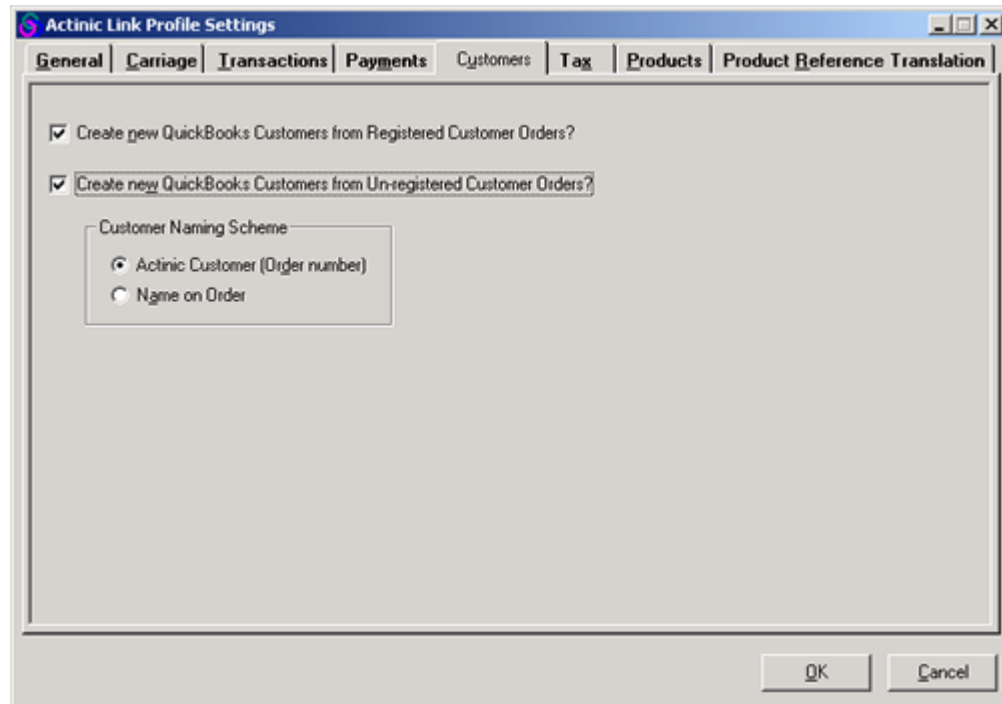 Actinic Link Profile Settings
General Carriage Transactions Payments Customers Tax Products Product Reference Translation
Create new QuickBooks Customers from Registered Customer Orders?
Create new QuickBooks Customers from Un-registered Customer Orders?
Customer Naming Scheme
Actinic Customer (Order number)
Name on Order
OK Cancel